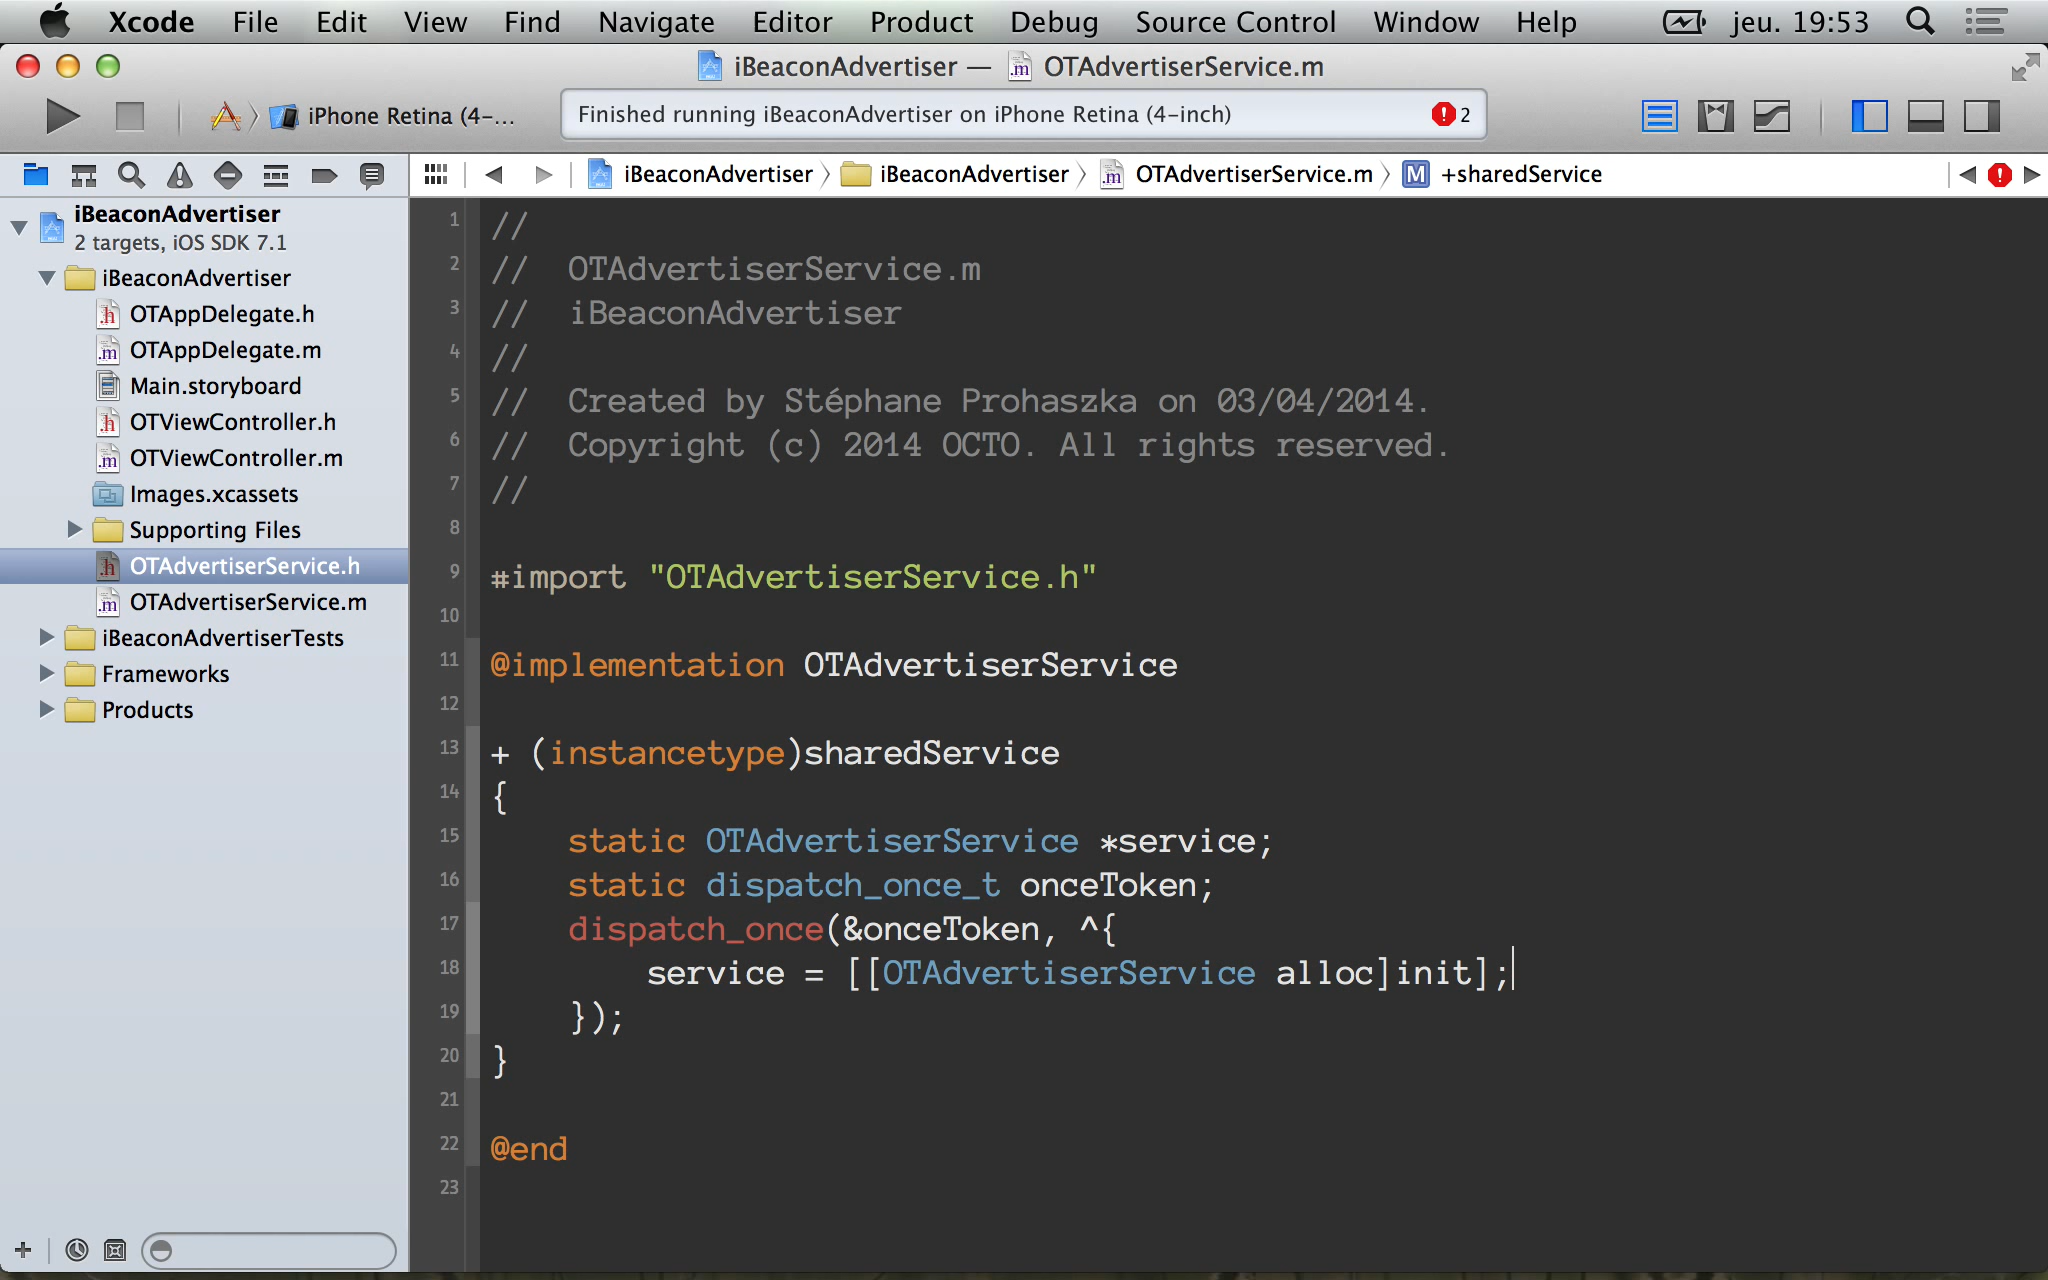 Xcode File Edit View Find Navigate Editor Product Debug Source Control Window Help jeu. 19:53
iBeaconAdvertiser — OTAdvertiserService.m
iPhone Retina (4-...
Finished running iBeaconAdvertiser on iPhone Retina (4-inch) 2
iBeaconAdvertiser iBeaconAdvertiser OTAdvertiserService.m M +sharedService
iBeaconAdvertiser
2 targets, iOS SDK 7.1
iBeaconAdvertiser
OTAppDelegate.h
OTAppDelegate.m
Main.storyboard
OTViewController.h
OTViewController.m
Images.xcassets
Supporting Files
OTAdvertiserService.h
OTAdvertiserService.m
iBeaconAdvertiserTests
Frameworks
Products
1 //
2 //  OTAdvertiserService.m
3 //  iBeaconAdvertiser
4 //
5 //  Created by Stéphane Prohaszka on 03/04/2014.
6 //  Copyright (c) 2014 OCTO. All rights reserved.
7 //
8
9 #import "OTAdvertiserService.h"
10
11 @implementation OTAdvertiserService
12
13 + (instancetype)sharedService
14 {
15     static OTAdvertiserService *service;
16     static dispatch_once_t onceToken;
17     dispatch_once(&onceToken, ^{
18         service = [[OTAdvertiserService alloc]init];
19     });
20 }
21
22 @end
23